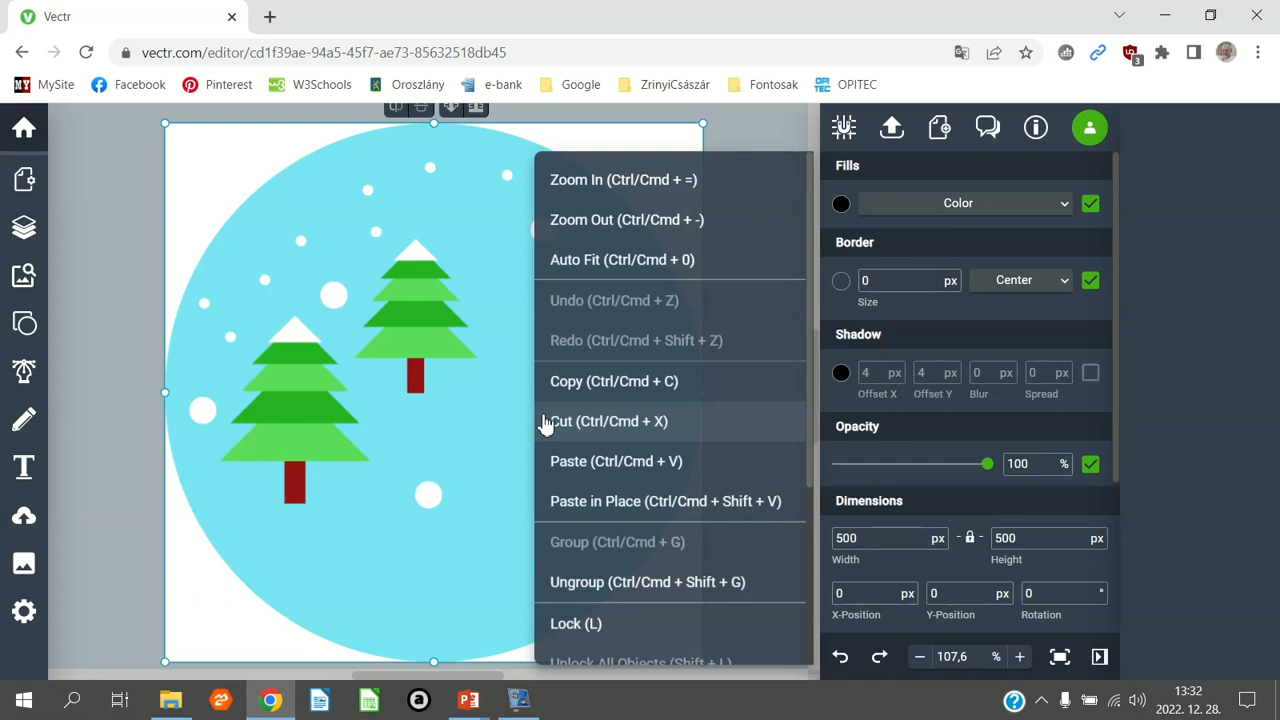 Vectr
vectr.com/editor/cd1f39ae-94a5-45f7-ae73-85632518db45
3
MySite Facebook Pinterest W3Schools Oroszlány e-bank Google ZrinyiCsászár Fontosak OPITEC
Zoom In (Ctrl/Cmd + =)
Zoom Out (Ctrl/Cmd + -)
Auto Fit (Ctrl/Cmd + 0)
Undo (Ctrl/Cmd + Z)
Redo (Ctrl/Cmd + Shift + Z)
Copy (Ctrl/Cmd + C)
Cut (Ctrl/Cmd + X)
Paste (Ctrl/Cmd + V)
Paste in Place (Ctrl/Cmd + Shift + V)
Group (Ctrl/Cmd + G)
Ungroup (Ctrl/Cmd + Shift + G)
Lock (L)
Unlock All Objects (Shift + L)
Fills
Color
Border
0 px Center
Size
Shadow
4 px 4 px 0 px 0 px
Offset X Offset Y Blur Spread
Opacity
100 %
Dimensions
500 px 500 px
Width Height
0 px 0 px 0 °
X-Position Y-Position Rotation
107,6 %
13:32
2022. 12. 28.